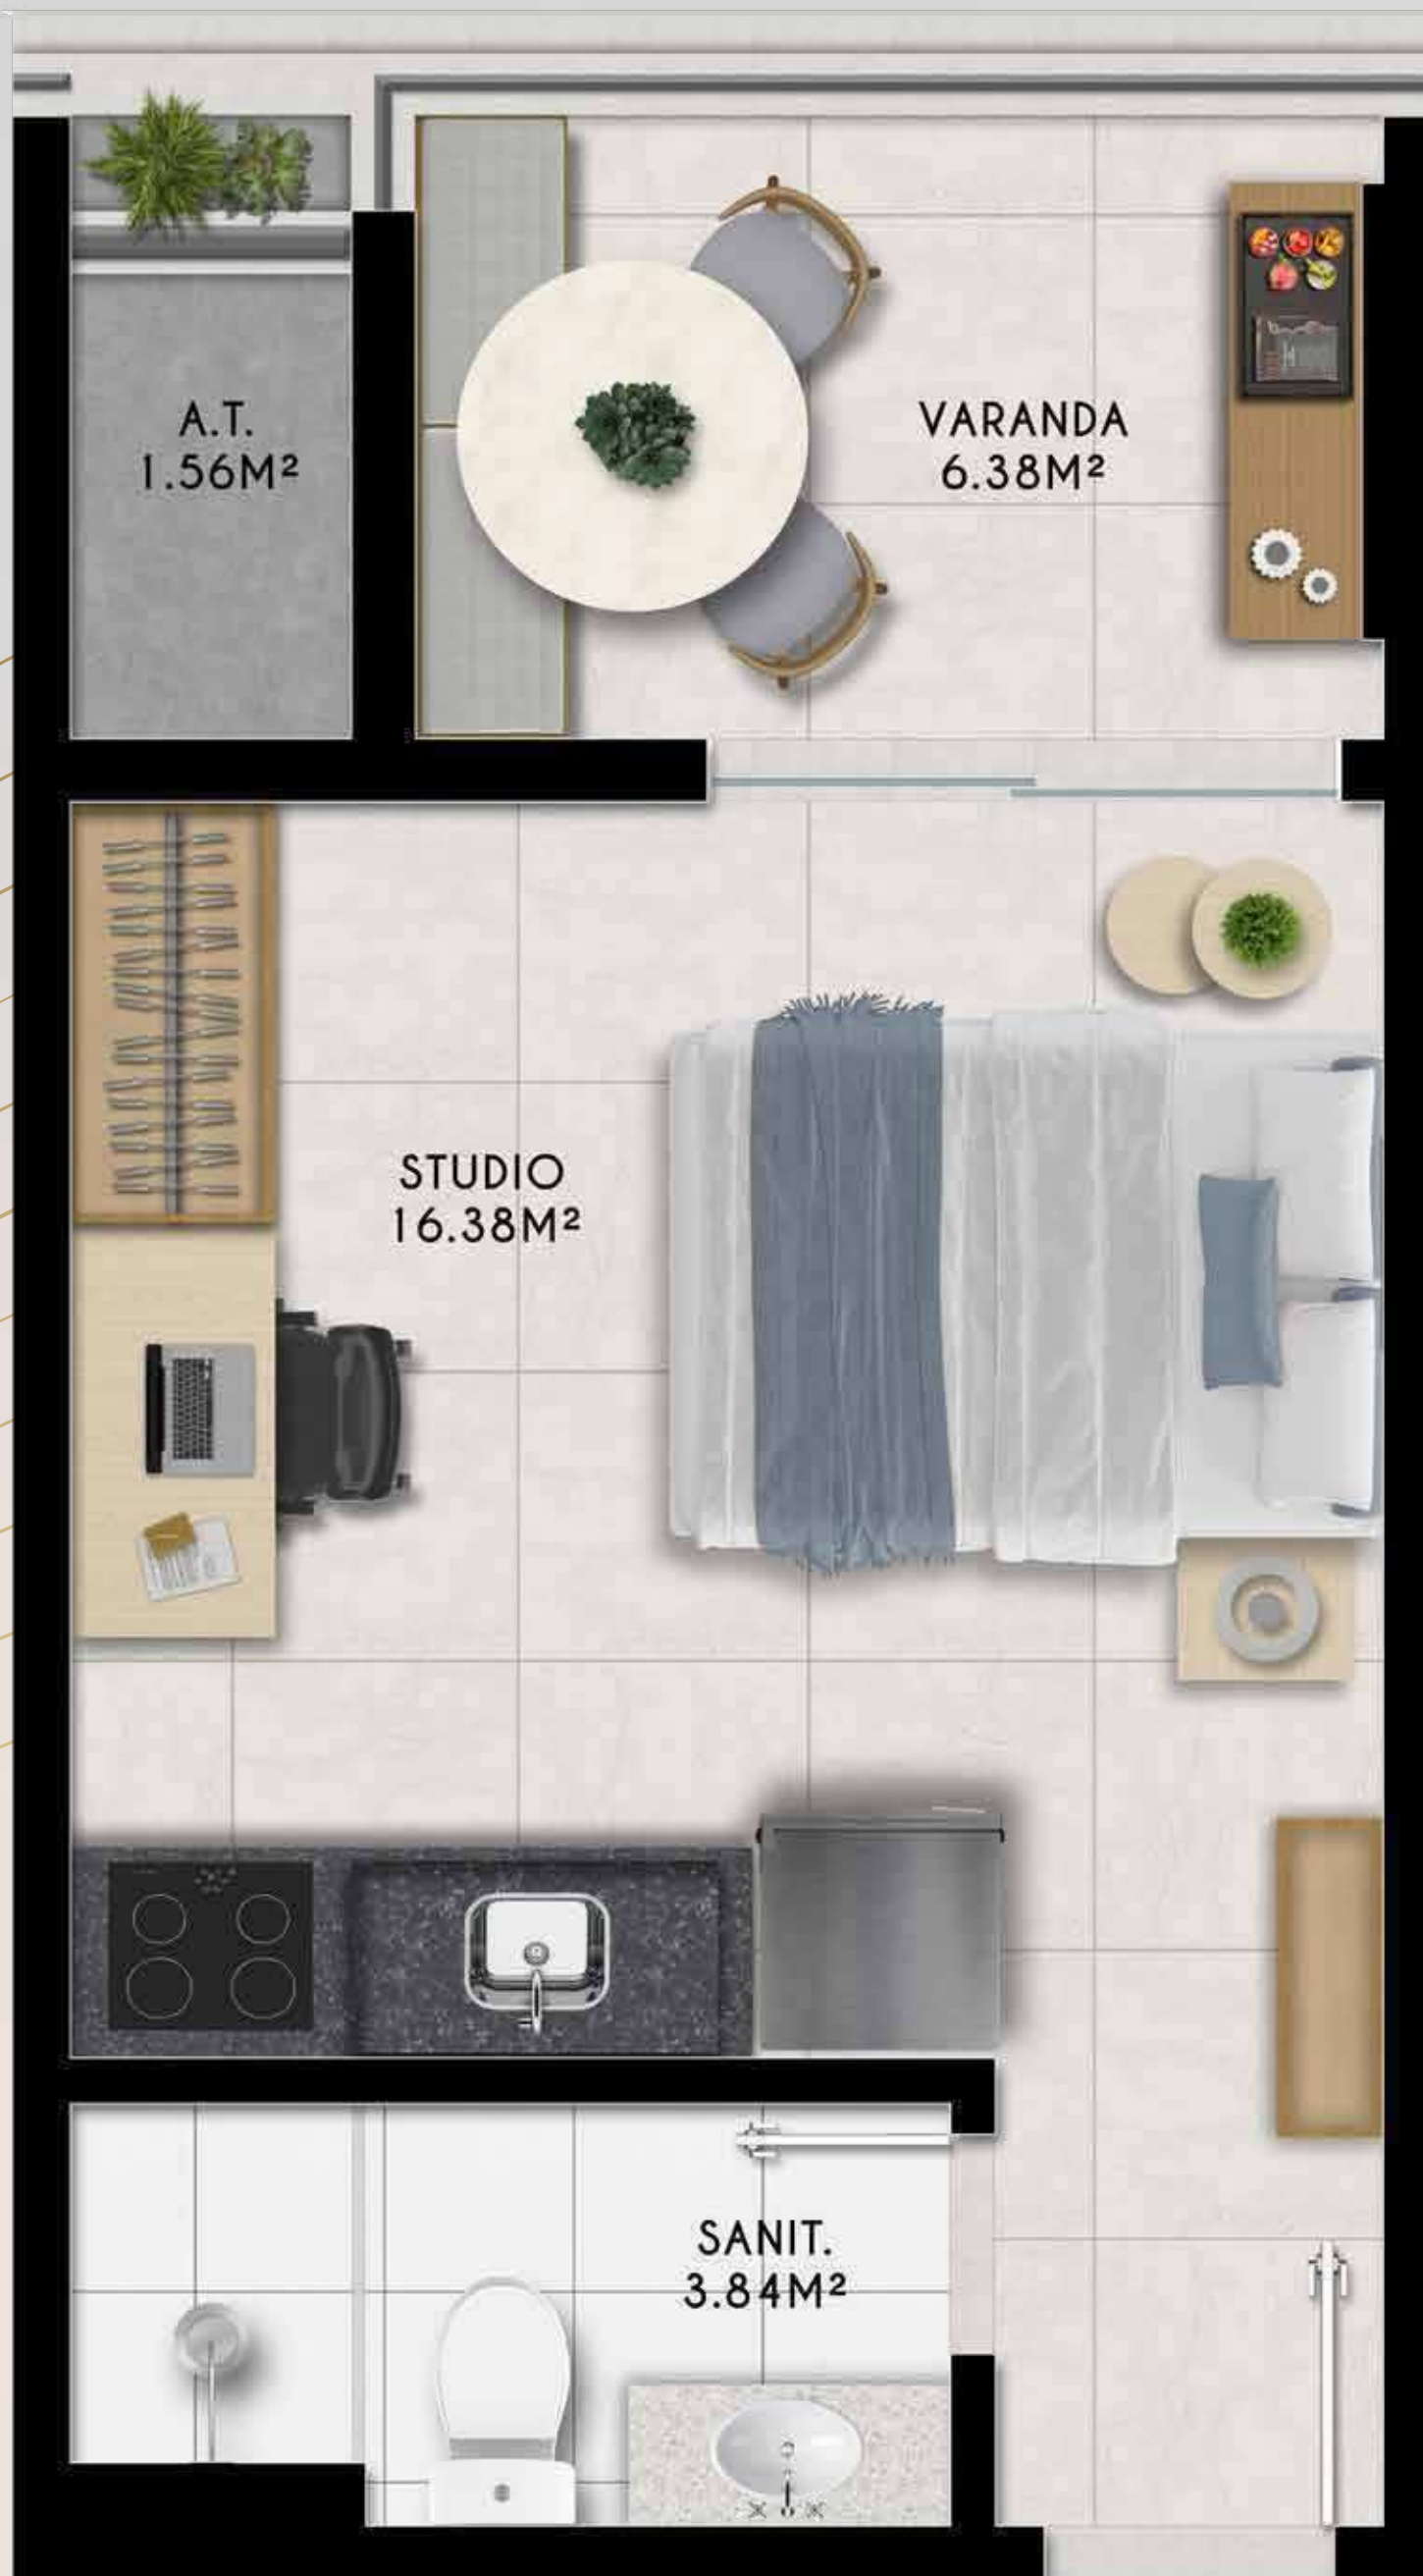 A.T.
1.56M²
VARANDA
6.38M²
STUDIO
16.38M²
SANIT.
3.84M²